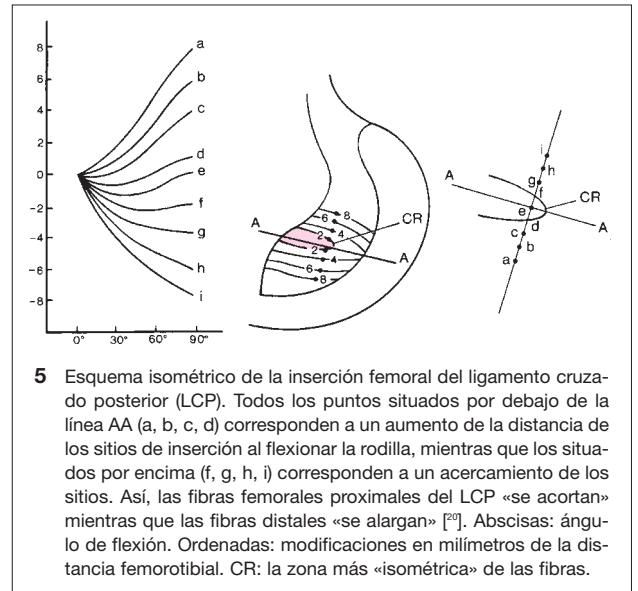 8
6
4
2
0
-2
-4
-6
-8
0° 30° 60° 90°
a
b
c
d
e
f
g
h
i
A
A
CR
8
6
4
2
2
4
6
8
i
h
g
f
e
d
c
b
a
A
A
CR
5 Esquema isométrico de la inserción femoral del ligamento cruza-
do posterior (LCP). Todos los puntos situados por debajo de la
línea AA (a, b, c, d) corresponden a un aumento de la distancia de
los sitios de inserción al flexionar la rodilla, mientras que los situa-
dos por encima (f, g, h, i) corresponden a un acercamiento de los
sitios. Así, las fibras femorales proximales del LCP «se acortan»
mientras que las fibras distales «se alargan» [20]. Abscisas: ángu-
lo de flexión. Ordenadas: modificaciones en milímetros de la dis-
tancia femorotibial. CR: la zona más «isométrica» de las fibras.